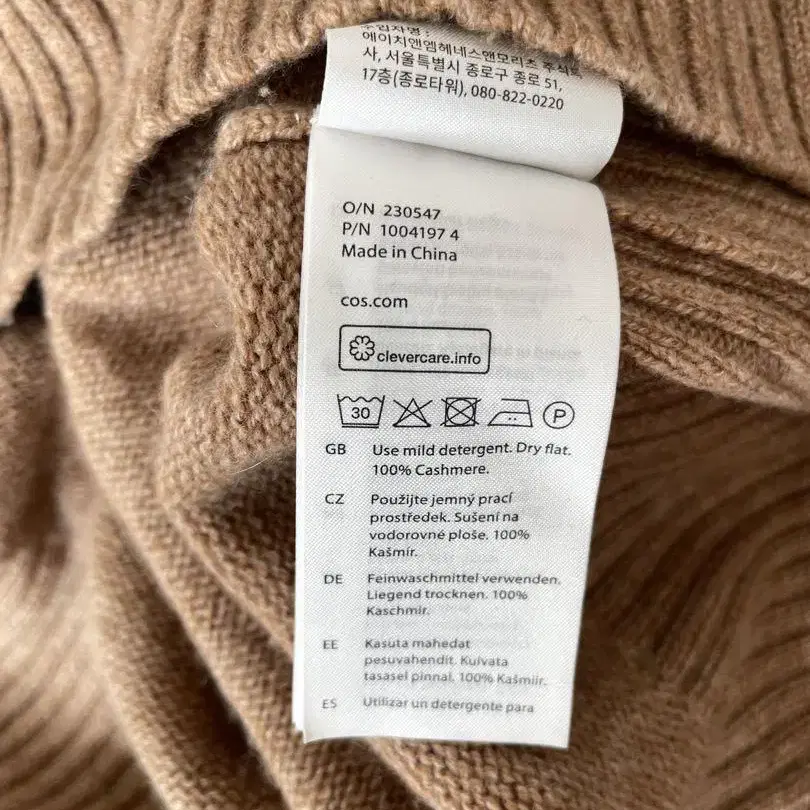 수입자명 :
에이치앤엠헤네스앤모리츠 주식회
사, 서울특별시 종로구 종로 51,
17층(종로타워), 080-822-0220
O/N 230547
P/N 1004197 4
Made in China
cos.com
clevercare.info
30
P
GB Use mild detergent. Dry flat.
100% Cashmere.
CZ Použijte jemný prací
prostředek. Sušení na
vodorovné ploše. 100%
Kašmír.
DE Feinwaschmittel verwenden.
Liegend trocknen. 100%
Kaschmir.
EE Kasuta mahedat
pesuvahendit. Kuivata
tasasel pinnal. 100% Kašmiir.
ES Utilizar un detergente para